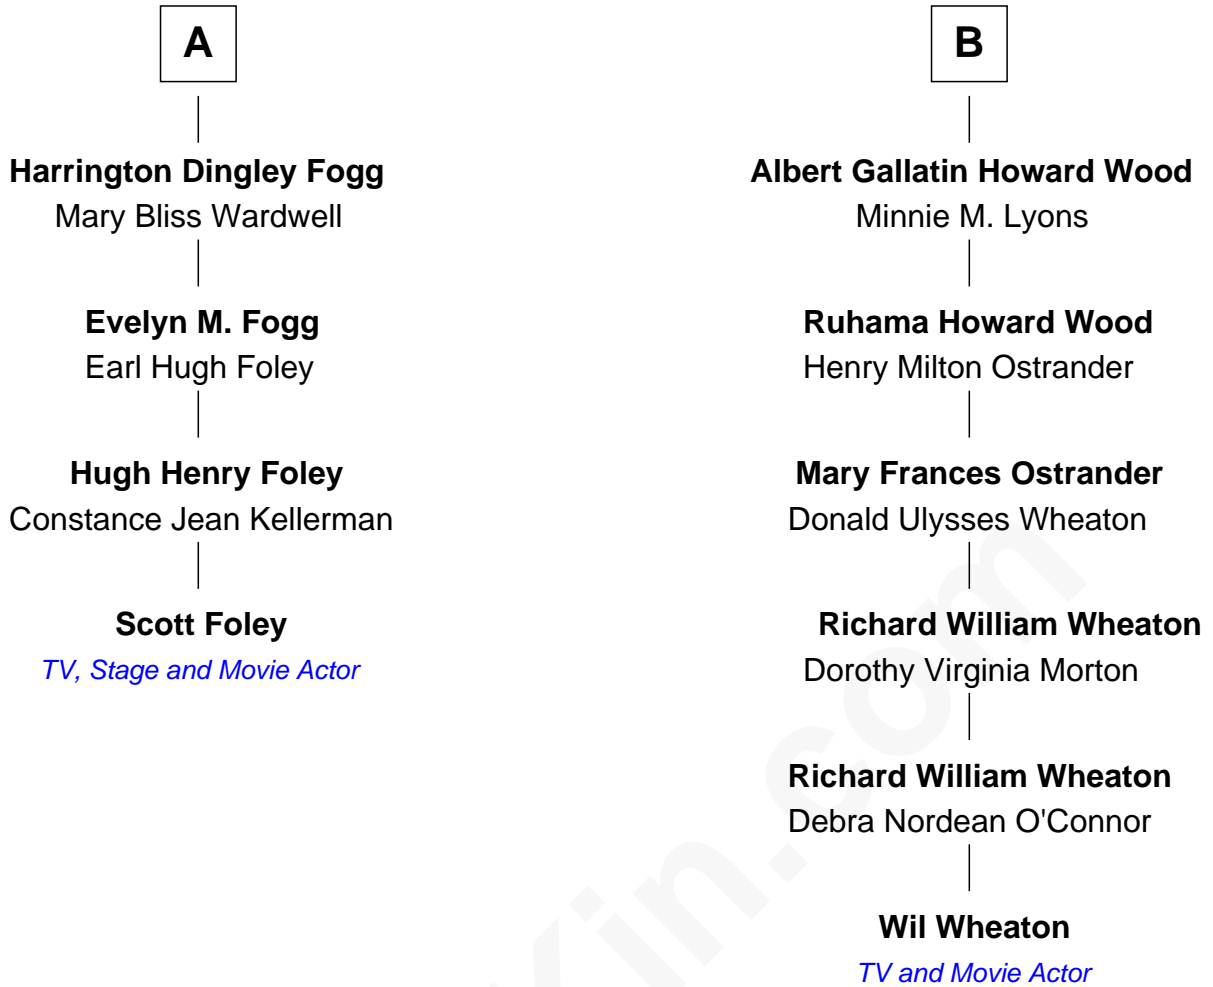 A
B
Harrington Dingley Fogg
Mary Bliss Wardwell
Albert Gallatin Howard Wood
Minnie M. Lyons
Evelyn M. Fogg
Earl Hugh Foley
Ruhama Howard Wood
Henry Milton Ostrander
Hugh Henry Foley
Constance Jean Kellerman
Mary Frances Ostrander
Donald Ulysses Wheaton
Scott Foley
TV, Stage and Movie Actor
Richard William Wheaton
Dorothy Virginia Morton
Richard William Wheaton
Debra Nordean O'Connor
Wil Wheaton
TV and Movie Actor
Kin.com